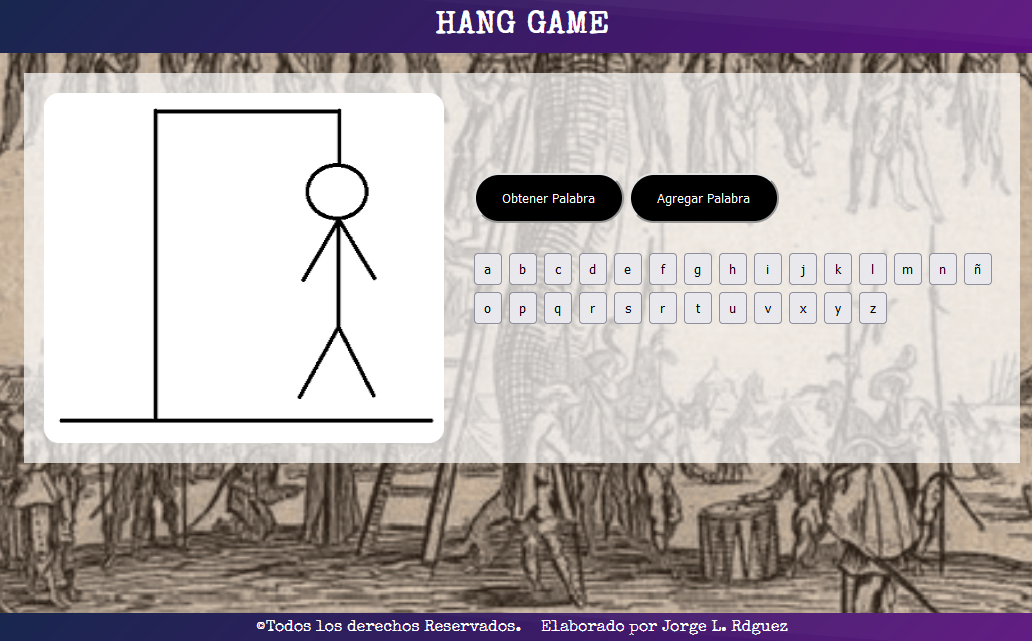 HANG GAME
Obtener Palabra Agregar Palabra
a b c d e f g h i j k l m n ñ
o p q r s r t u v x y z
©Todos los derechos Reservados. Elaborado por Jorge L. Rdguez